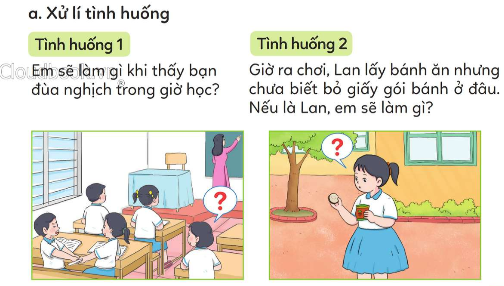 a. Xử lí tình huống
Tình huống 1
Em sẽ làm gì khi thấy bạn
đùa nghịch trong giờ học?
Tình huống 2
Giờ ra chơi, Lan lấy bánh ăn nhưng
chưa biết bỏ giấy gói bánh ở đâu.
Nếu là Lan, em sẽ làm gì?
?
?